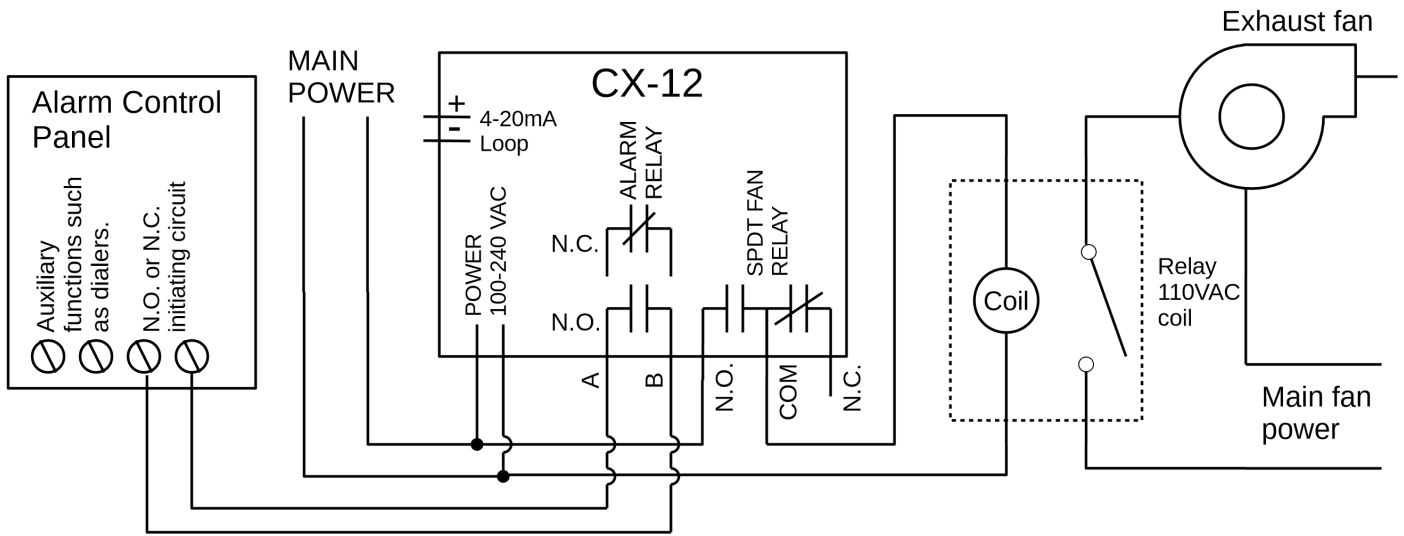 Exhaust fan
MAIN
POWER
Alarm Control
Panel
Auxiliary
functions such
as dialers.
N.O. or N.C.
initiating circuit
CX-12
+
-
4-20mA
Loop
POWER
100-240 VAC
ALARM
RELAY
N.C.
N.O.
SPDT FAN
RELAY
A
B
N.O.
COM
N.C.
Coil
Relay
110VAC
coil
Main fan
power